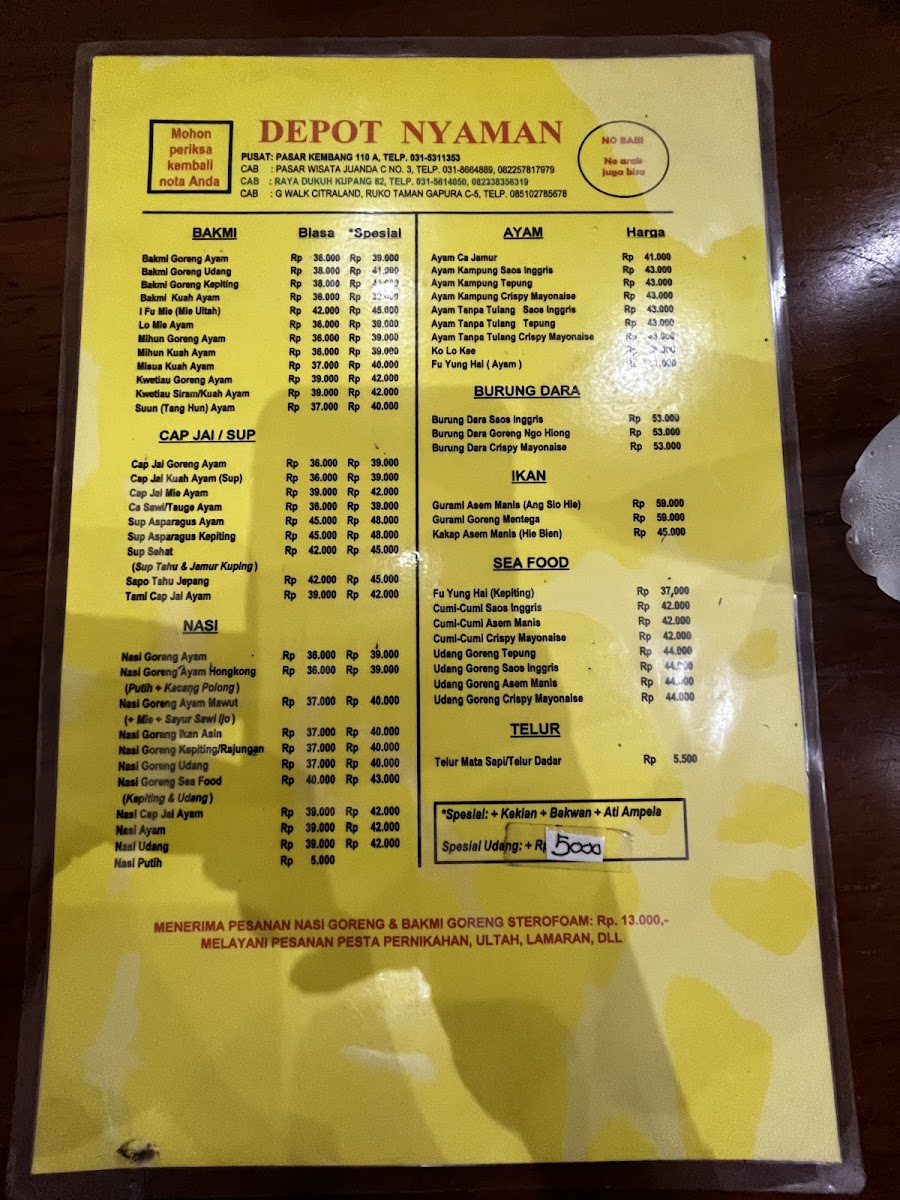 Mohon
periksa
kembali
nota Anda
DEPOT NYAMAN
PUSAT: PASAR KEMBANG 110 A, TELP. 031-5311353
CAB : PASAR WISATA JUANDA C NO. 3, TELP. 031-8664889, 082257817979
CAB : RAYA DUKUH KUPANG 82, TELP. 031-5614050, 082338356319
CAB : G WALK CITRALAND, RUKO TAMAN GAPURA C-5, TELP. 085102785678
NO BABI
No arak
juga bisa
BAKMI Biasa *Spesial
Bakmi Goreng Ayam Rp 36.000 Rp 39.000
Bakmi Goreng Udang Rp 38.000 Rp 41.000
Bakmi Goreng Kepiting Rp 38.000 Rp
Bakmi Kuah Ayam Rp 36.000 Rp
I Fu Mie (Mie Ultah) Rp 42.000 Rp 45.000
Lo Mie Ayam Rp 36.000 Rp 39.000
Mihun Goreng Ayam Rp 36.000 Rp 39.000
Mihun Kuah Ayam Rp 36.000 Rp 39.000
Misua Kuah Ayam Rp 37.000 Rp 40.000
Kwetiau Goreng Ayam Rp 39.000 Rp 42.000
Kwetiau Siram/Kuah Ayam Rp 39.000 Rp 42.000
Suun (Tang Hun) Ayam Rp 37.000 Rp 40.000
CAP JAI / SUP
Cap Jai Goreng Ayam Rp 36.000 Rp 39.000
Cap Jai Kuah Ayam (Sup) Rp 36.000 Rp 39.000
Cap Jai Mie Ayam Rp 39.000 Rp 42.000
Ca Sawi/Tauge Ayam Rp 36.000 Rp 39.000
Sup Asparagus Ayam Rp 45.000 Rp 48.000
Sup Asparagus Kepiting Rp 45.000 Rp 48.000
Sup Sehat Rp 42.000 Rp 45.000
(Sup Tahu & Jamur Kuping)
Sapo Tahu Jepang Rp 42.000 Rp 45.000
Tami Cap Jai Ayam Rp 39.000 Rp 42.000
NASI
Nasi Goreng Ayam Rp 36.000 Rp 39.000
Nasi Goreng Ayam Hongkong Rp 36.000 Rp 39.000
(Putih + Kacang Polong)
Nasi Goreng Ayam Mawut Rp 37.000 Rp 40.000
(+ Mie + Sayur Sawi Ijo)
Nasi Goreng Ikan Asin Rp 37.000 Rp 40.000
Nasi Goreng Kepiting/Rajungan Rp 37.000 Rp 40.000
Nasi Goreng Udang Rp 37.000 Rp 40.000
Nasi Goreng Sea Food Rp 40.000 Rp 43.000
(Kepiting & Udang)
Nasi Cap Jai Ayam Rp 39.000 Rp 42.000
Nasi Ayam Rp 39.000 Rp 42.000
Nasi Udang Rp 39.000 Rp 42.000
Nasi Putih Rp 5.000
AYAM Harga
Ayam Ca Jamur Rp 41.000
Ayam Kampung Saos Inggris Rp 43.000
Ayam Kampung Tepung Rp 43.000
Ayam Kampung Crispy Mayonaise Rp 43.000
Ayam Tanpa Tulang Saos Inggris Rp 43.000
Ayam Tanpa Tulang Tepung Rp 43.000
Ayam Tanpa Tulang Crispy Mayonaise Rp 43.000
Ko Lo Kee Rp
Fu Yung Hai ( Ayam ) Rp
BURUNG DARA
Burung Dara Saos Inggris Rp 53.000
Burung Dara Goreng Ngo Hiong Rp 53.000
Burung Dara Crispy Mayonaise Rp 53.000
IKAN
Gurami Asem Manis (Ang Sio Hie) Rp 59.000
Gurami Goreng Mentega Rp 59.000
Kakap Asem Manis (Hie Bien) Rp 45.000
SEA FOOD
Fu Yung Hai (Kepiting) Rp 37,000
Cumi-Cumi Saos Inggris Rp 42.000
Cumi-Cumi Asem Manis Rp 42.000
Cumi-Cumi Crispy Mayonaise Rp 42.000
Udang Goreng Tepung Rp 44.000
Udang Goreng Saos Inggris Rp 44.000
Udang Goreng Asem Manis Rp 44.000
Udang Goreng Crispy Mayonaise Rp 44.000
TELUR
Telur Mata Sapi/Telur Dadar Rp 5.500
*Spesial: + Kekian + Bakwan + Ati Ampela
Spesial Udang: + Rp 5000
MENERIMA PESANAN NASI GORENG & BAKMI GORENG STEROFOAM: Rp. 13.000,-
MELAYANI PESANAN PESTA PERNIKAHAN, ULTAH, LAMARAN, DLL